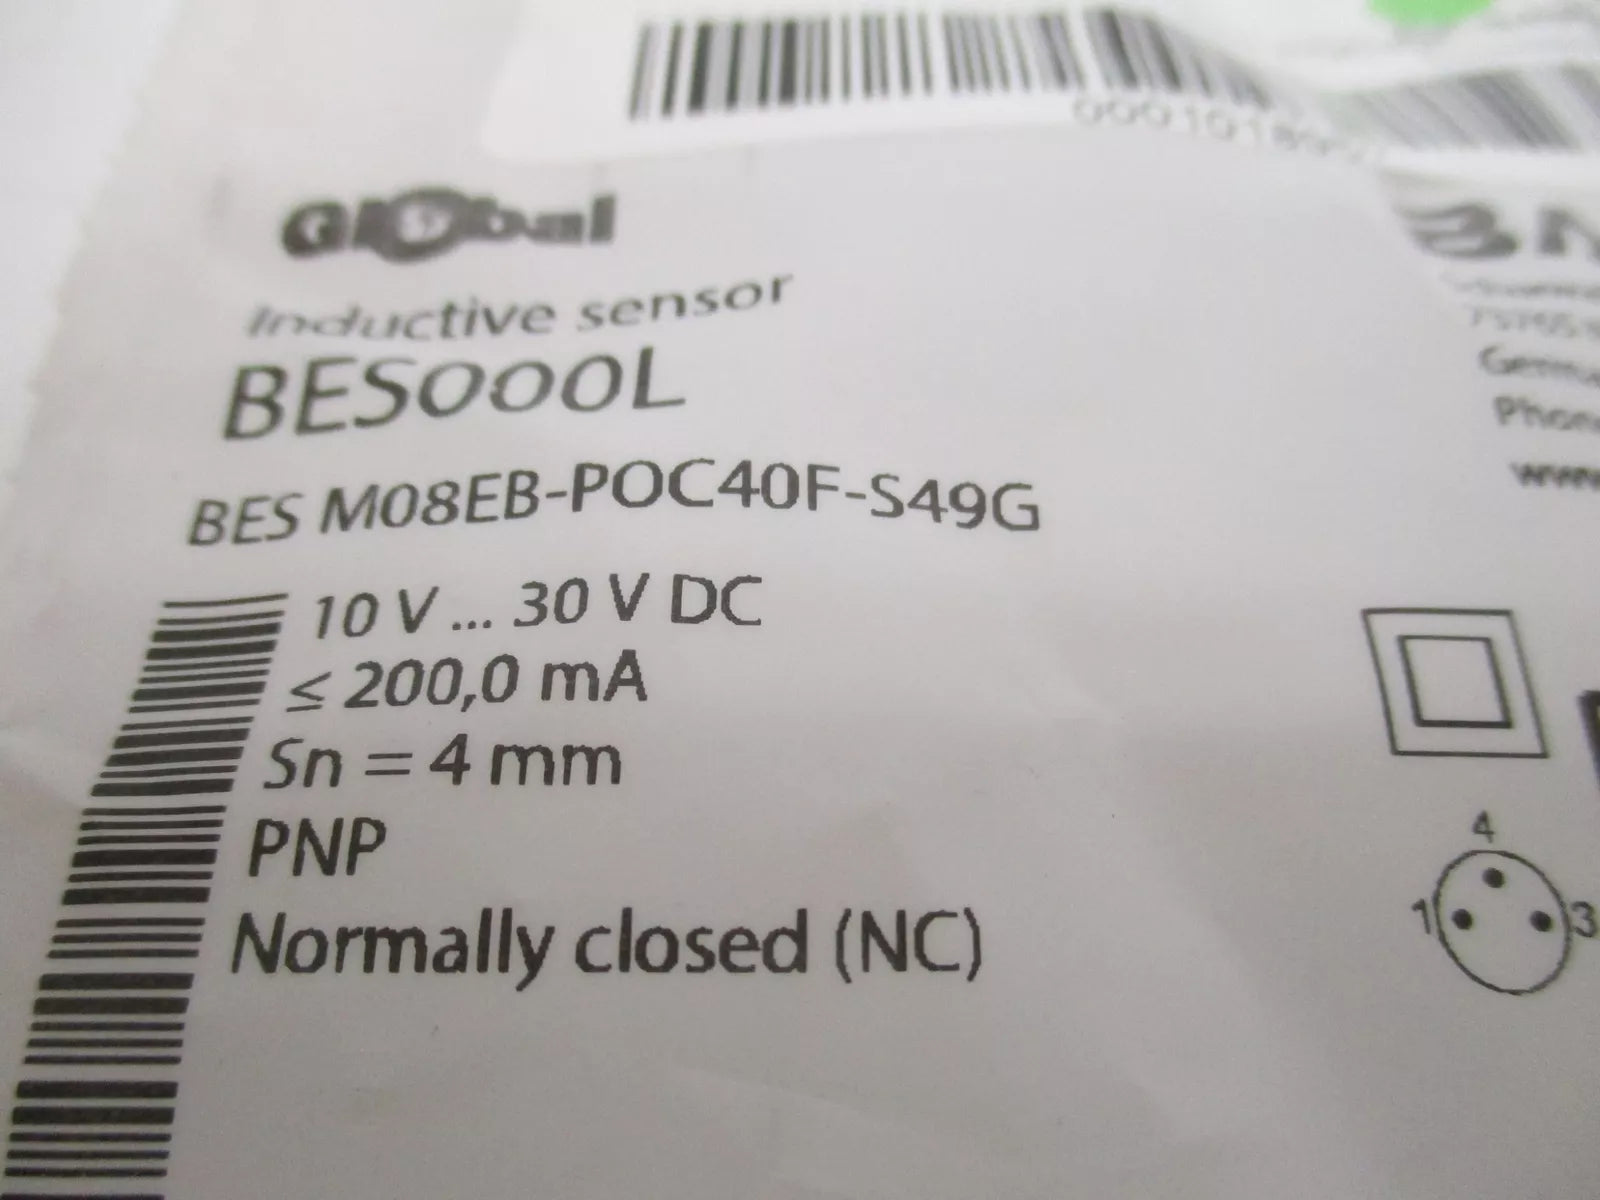 Global
Inductive sensor
BES000L
BES M08EB-POC40F-S49G
10 V ... 30 V DC
≤ 200,0 mA
Sn = 4 mm
PNP
Normally closed (NC)
4
1
3